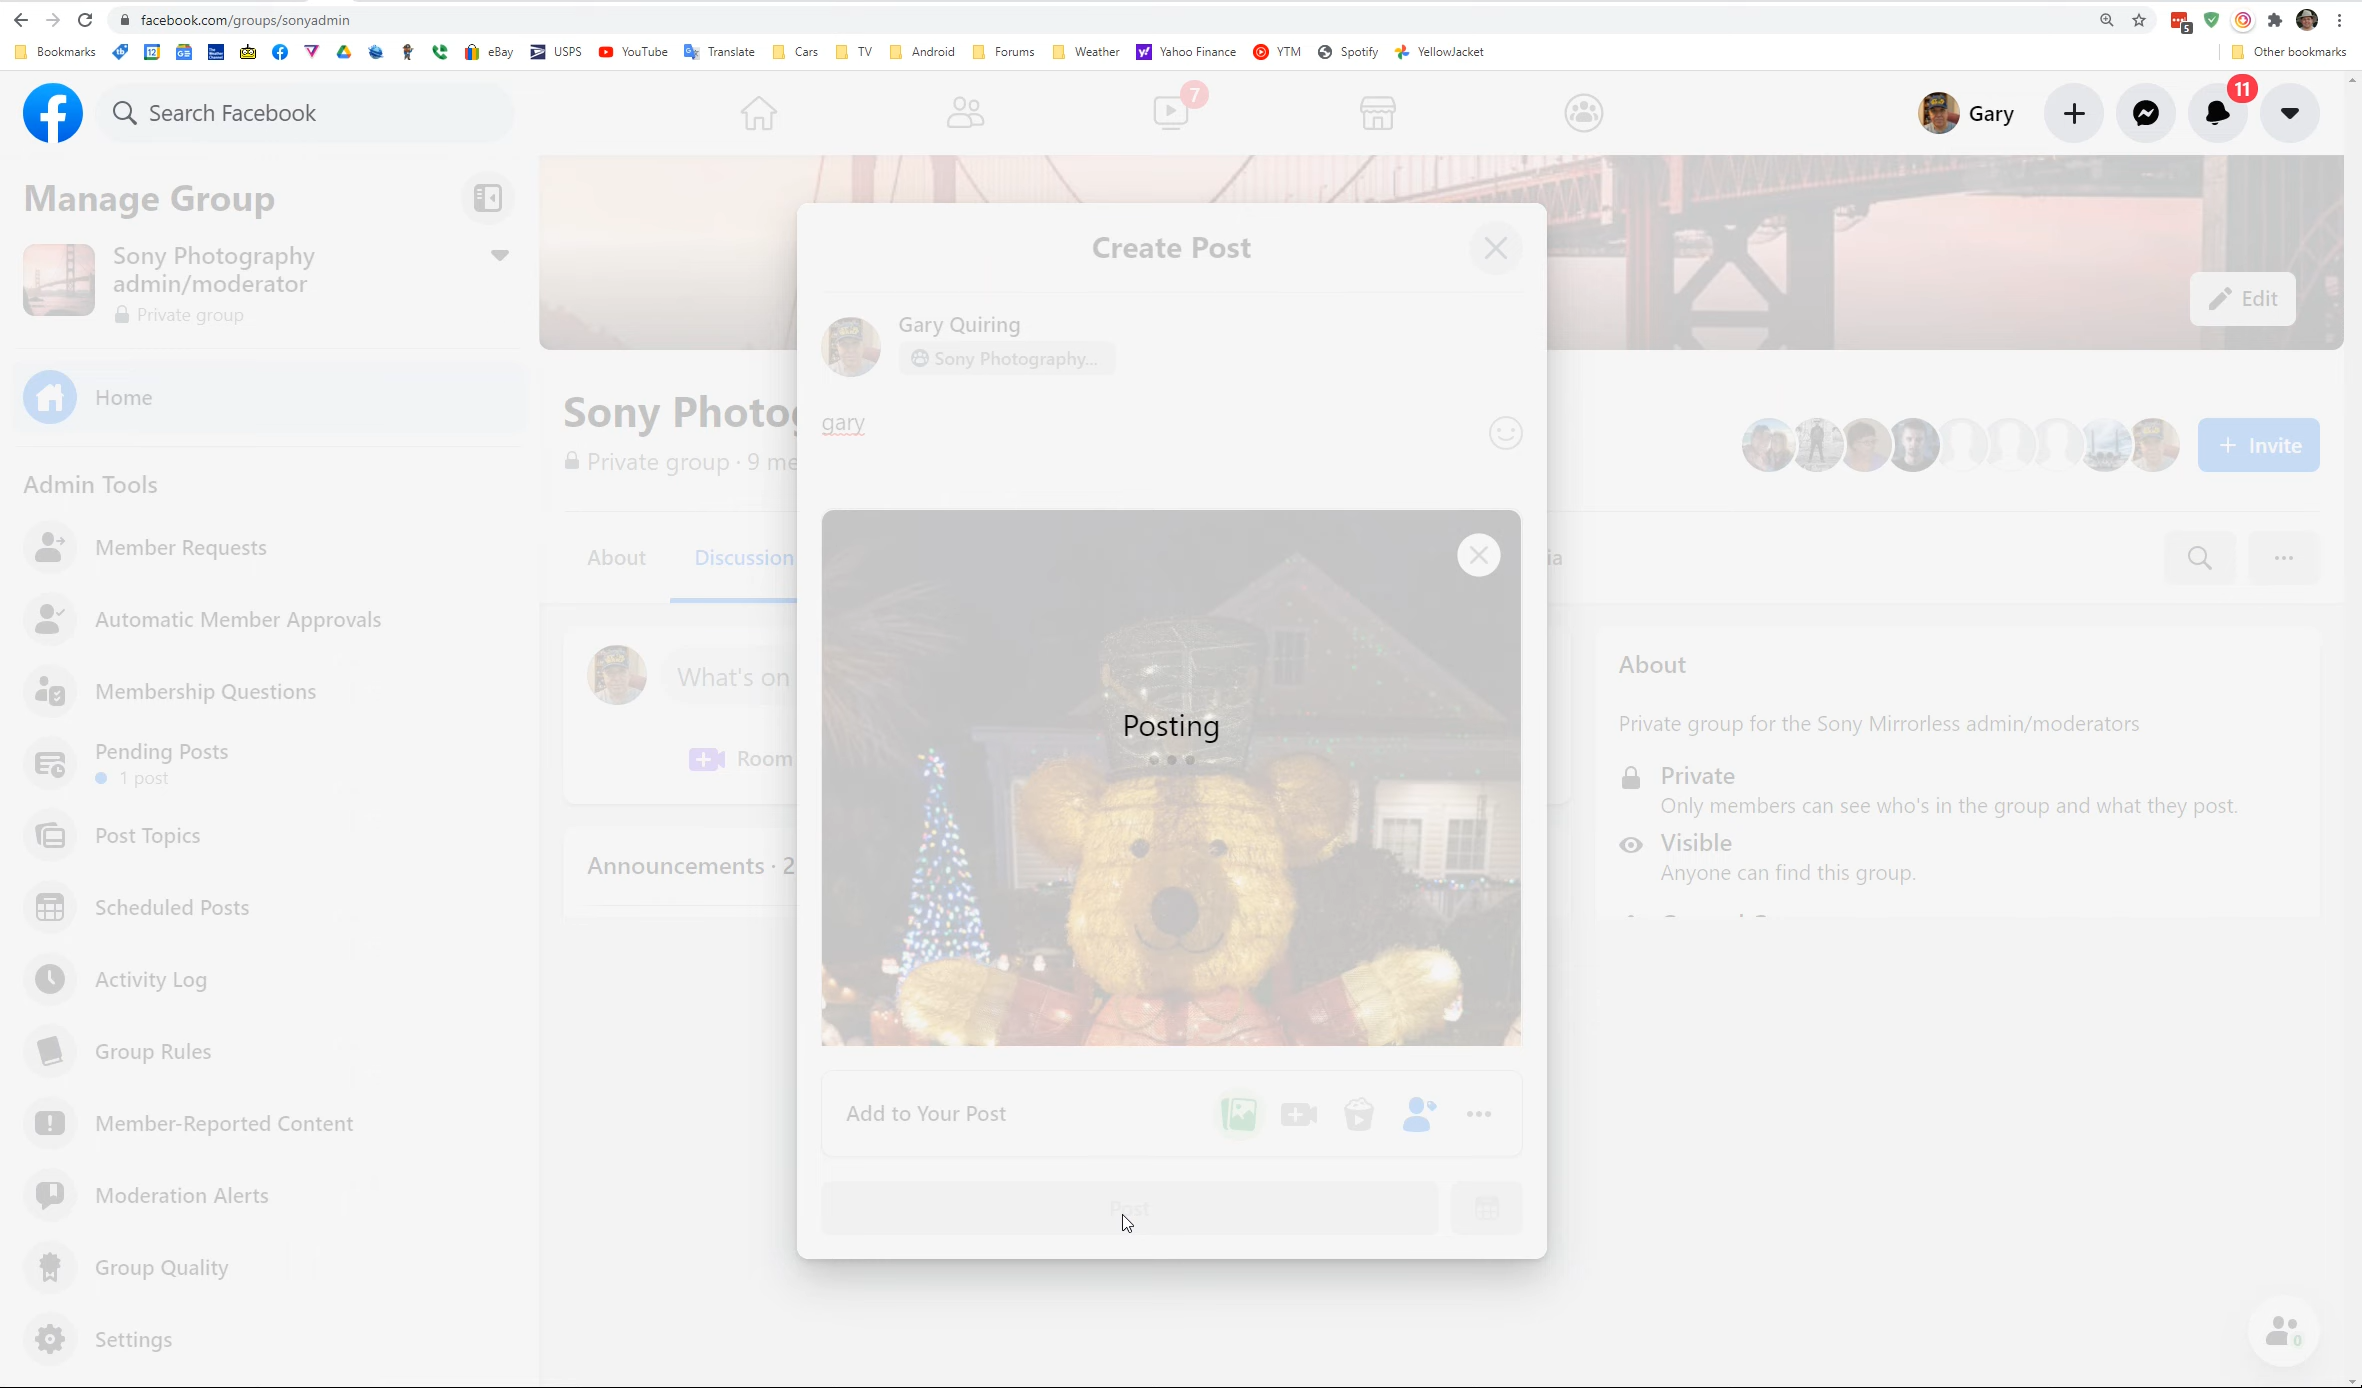 facebook.com/groups/sonyadmin
5
Bookmarks
eBay
USPS
YouTube
Translate
Cars
TV
Android
Forums
Weather
Yahoo Finance
YTM
Spotify
YellowJacket
Other bookmarks
Search Facebook
7
Gary
11
Manage Group
Sony Photography
admin/moderator
Private group
Home
Admin Tools
Member Requests
Automatic Member Approvals
Membership Questions
Pending Posts
1 post
Post Topics
Scheduled Posts
Activity Log
Group Rules
Member-Reported Content
Moderation Alerts
Group Quality
Settings
Edit
Sony Photog
Private group · 9 me
+ Invite
About
Discussion
ia
What's on
Room
Announcements · 2
Create Post
Gary Quiring
Sony Photography...
gary
Posting
Add to Your Post
Post
About
Private group for the Sony Mirrorless admin/moderators
Private
Only members can see who's in the group and what they post.
Visible
Anyone can find this group.
0